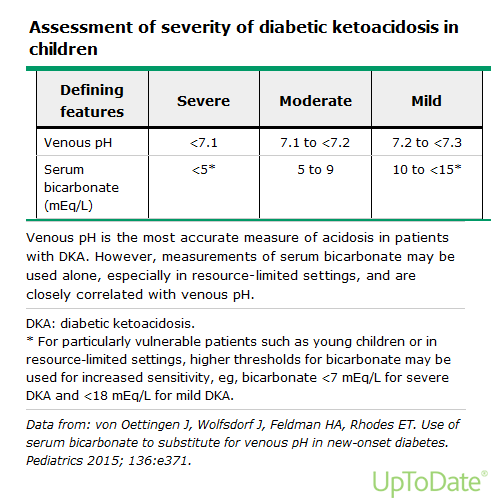 Assessment of severity of diabetic ketoacidosis in
children
Defining
features Severe Moderate Mild
Venous pH <7.1 7.1 to <7.2 7.2 to <7.3
Serum
bicarbonate
(mEq/L) <5* 5 to 9 10 to <15*
Venous pH is the most accurate measure of acidosis in patients
with DKA. However, measurements of serum bicarbonate may be
used alone, especially in resource-limited settings, and are
closely correlated with venous pH.
DKA: diabetic ketoacidosis.
* For particularly vulnerable patients such as young children or in
resource-limited settings, higher thresholds for bicarbonate may be
used for increased sensitivity, eg, bicarbonate <7 mEq/L for severe
DKA and <18 mEq/L for mild DKA.
Data from: von Oettingen J, Wolfsdorf J, Feldman HA, Rhodes ET. Use of
serum bicarbonate to substitute for venous pH in new-onset diabetes.
Pediatrics 2015; 136:e371.
UpToDate®